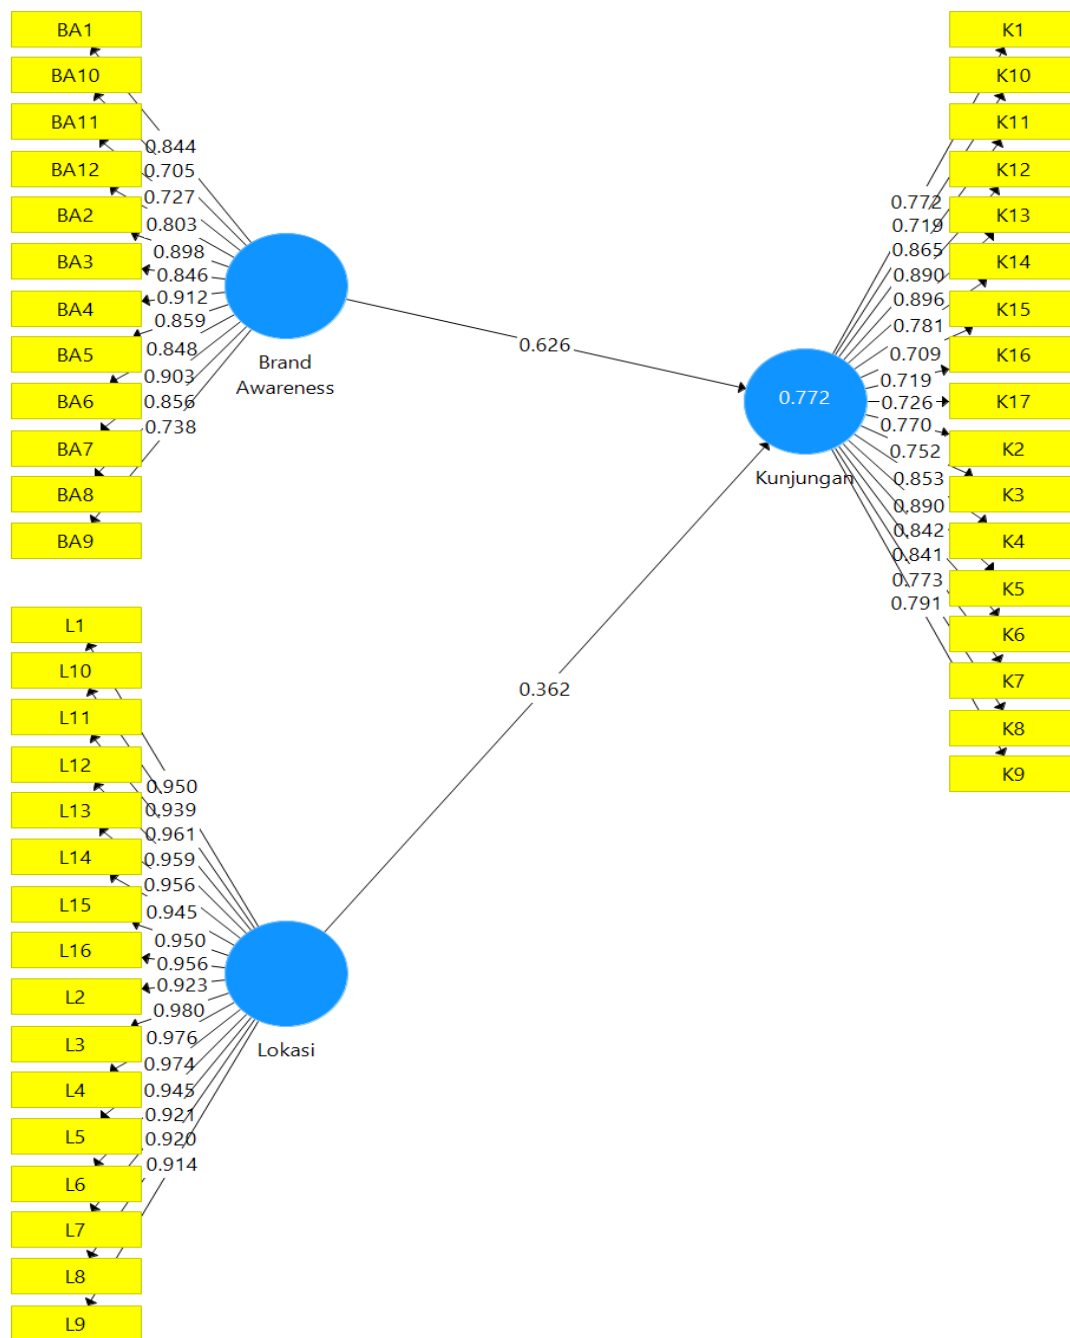 BA1
BA10
BA11
BA12
BA2
BA3
BA4
BA5
BA6
BA7
BA8
BA9
0.844
0.705
0.727
0.803
0.898
0.846
0.912
0.859
0.848
0.903
0.856
0.738
Brand
Awareness
0.626
K1
K10
K11
K12
K13
K14
K15
K16
K17
K2
K3
K4
K5
K6
K7
K8
K9
0.772
0.719
0.865
0.890
0.896
0.781
0.709
0.719
0.726
0.770
0.752
0.853
0.890
0.842
0.841
0.773
0.791
0.772
Kunjungan
0.362
L1
L10
L11
L12
L13
L14
L15
L16
L2
L3
L4
L5
L6
L7
L8
L9
0.950
0.939
0.961
0.959
0.956
0.945
0.950
0.956
0.923
0.980
0.976
0.974
0.945
0.921
0.920
0.914
Lokasi